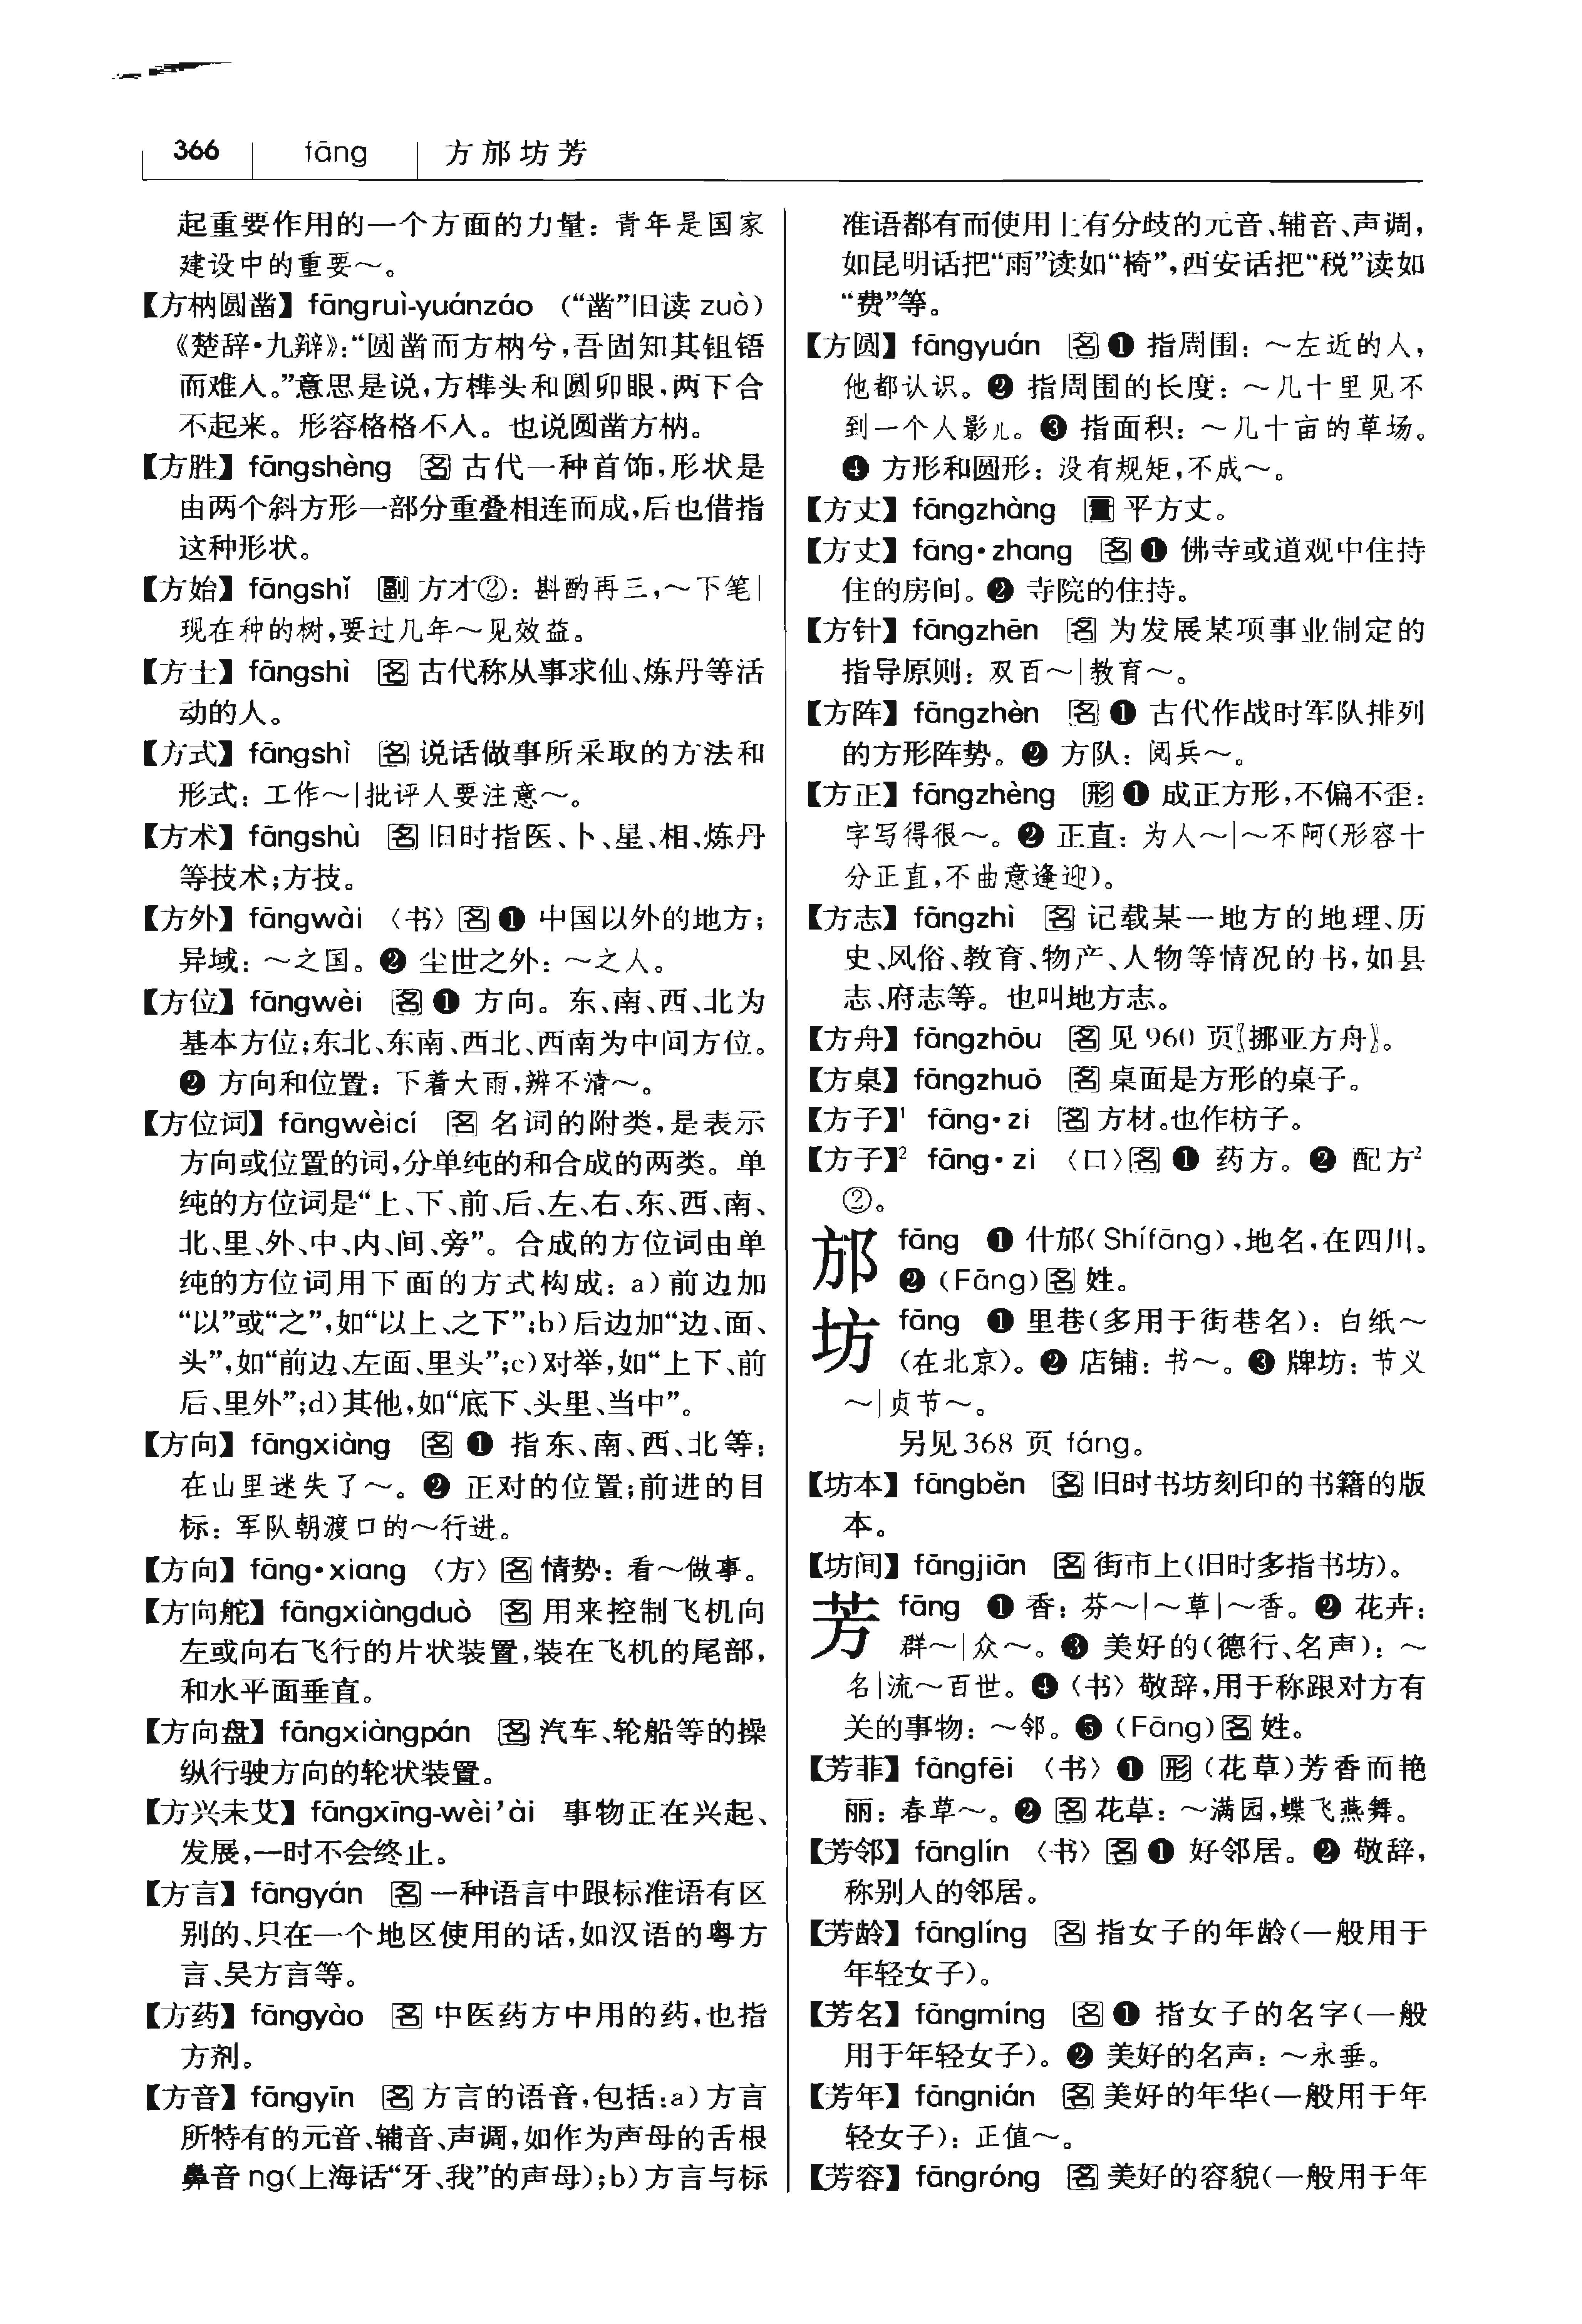 366 fāng 方邡坊芳
起重要作用的一个方面的力量：青年是国家
建设中的重要～。
【方枘圆凿】fāngruì-yuánzáo （“凿”旧读 zuò）
《楚辞·九辩》：“圆凿而方枘兮，吾固知其钽铻
而难入。”意思是说，方榫头和圆卯眼，两下合
不起来。形容格格不入。也说圆凿方枘。
【方胜】fāngshèng 名 古代一种首饰，形状是
由两个斜方形一部分重叠相连而成，后也借指
这种形状。
【方始】fāngshǐ 副 方才②：斟酌再三，～下笔|
现在种的树，要过几年～见效益。
【方士】fāngshì 名 古代称从事求仙、炼丹等活
动的人。
【方式】fāngshì 名 说话做事所采取的方法和
形式：工作～|批评人要注意～。
【方术】fāngshù 名 旧时指医、卜、星、相、炼丹
等技术；方技。
【方外】fāngwài 〈书〉名 ❶ 中国以外的地方；
异域：～之国。❷ 尘世之外：～之人。
【方位】fāngwèi 名 ❶ 方向。东、南、西、北为
基本方位；东北、东南、西北、西南为中间方位。
❷ 方向和位置：下着大雨，辨不清～。
【方位词】fāngwèicí 名 名词的附类，是表示
方向或位置的词，分单纯的和合成的两类。单
纯的方位词是“上、下、前、后、左、右、东、西、南、
北、里、外、中、内、间、旁”。合成的方位词由单
纯的方位词用下面的方式构成：a）前边加
“以”或“之”，如“以上、之下”；b）后边加“边、面、
头”，如“前边、左面、里头”；c）对举，如“上下、前
后、里外”；d）其他，如“底下、头里、当中”。
【方向】fāngxiàng 名 ❶ 指东、南、西、北等：
在山里迷失了～。❷ 正对的位置；前进的目
标：军队朝渡口的～行进。
【方向】fāng·xiang 〈方〉名 情势：看～做事。
【方向舵】fāngxiàngduò 名 用来控制飞机向
左或向右飞行的片状装置，装在飞机的尾部，
和水平面垂直。
【方向盘】fāngxiàngpán 名 汽车、轮船等的操
纵行驶方向的轮状装置。
【方兴未艾】fāngxīng-wèi’ài 事物正在兴起、
发展，一时不会终止。
【方言】fāngyán 名 一种语言中跟标准语有区
别的、只在一个地区使用的话，如汉语的粤方
言、吴方言等。
【方药】fāngyào 名 中医药方中用的药，也指
方剂。
【方音】fāngyīn 名 方言的语音，包括：a）方言
所特有的元音、辅音、声调，如作为声母的舌根
鼻音 ng（上海话“牙、我”的声母）；b）方言与标
准语都有而使用上有分歧的元音、辅音、声调，
如昆明话把“雨”读如“椅”，西安话把“税”读如
“费”等。
【方圆】fāngyuán 名 ❶ 指周围：～左近的人，
他都认识。❷ 指周围的长度：～几十里见不
到一个人影儿。❸ 指面积：～几十亩的草场。
❹ 方形和圆形：没有规矩，不成～。
【方丈】fāngzhàng 量 平方丈。
【方丈】fāng·zhang 名 ❶ 佛寺或道观中住持
住的房间。❷ 寺院的住持。
【方针】fāngzhēn 名 为发展某项事业制定的
指导原则：双百～|教育～。
【方阵】fāngzhèn 名 ❶ 古代作战时军队排列
的方形阵势。❷ 方队：阅兵～。
【方正】fāngzhèng 形 ❶ 成正方形，不偏不歪：
字写得很～。❷ 正直：为人～|～不阿（形容十
分正直，不曲意逢迎）。
【方志】fāngzhì 名 记载某一地方的地理、历
史、风俗、教育、物产、人物等情况的书，如县
志、府志等。也叫地方志。
【方舟】fāngzhōu 名 见 960 页〖挪亚方舟〗。
【方桌】fāngzhuō 名 桌面是方形的桌子。
【方子】¹ fāng·zi 名 方材。也作枋子。
【方子】² fāng·zi 〈口〉名 ❶ 药方。❷ 配方²
②。
邡 fāng ❶ 什邡（Shífāng），地名，在四川。
❷（Fāng）名 姓。
坊 fāng ❶ 里巷（多用于街巷名）：白纸～
（在北京）。❷ 店铺：书～。❸ 牌坊：节义
～|贞节～。
另见 368 页 fáng。
【坊本】fāngběn 名 旧时书坊刻印的书籍的版
本。
【坊间】fāngjiān 名 街市上（旧时多指书坊）。
芳 fāng ❶ 香：芬～|～草|～香。❷ 花卉：
群～|众～。❸ 美好的（德行、名声）：～
名|流～百世。❹〈书〉敬辞，用于称跟对方有
关的事物：～邻。❺（Fāng）名 姓。
【芳菲】fāngfēi 〈书〉❶ 形（花草）芳香而艳
丽：春草～。❷ 名 花草：～满园，蝶飞燕舞。
【芳邻】fānglín 〈书〉名 ❶ 好邻居。❷ 敬辞，
称别人的邻居。
【芳龄】fānglíng 名 指女子的年龄（一般用于
年轻女子）。
【芳名】fāngmíng 名 ❶ 指女子的名字（一般
用于年轻女子）。❷ 美好的名声：～永垂。
【芳年】fāngnián 名 美好的年华（一般用于年
轻女子）：正值～。
【芳容】fāngróng 名 美好的容貌（一般用于年